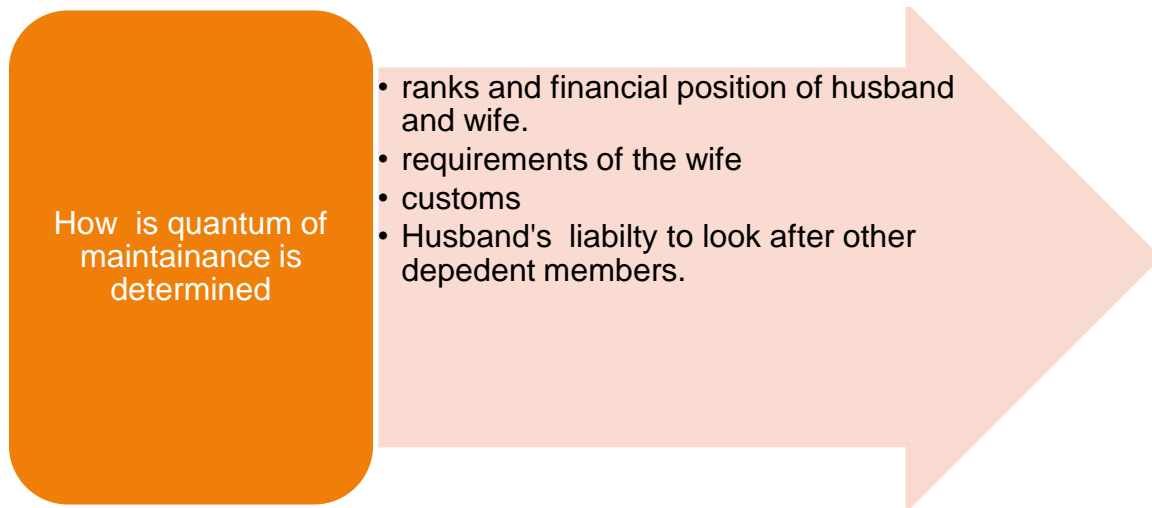 How  is quantum of
maintainance is
determined
• ranks and financial position of husband
and wife.
• requirements of the wife
• customs
• Husband's  liabilty to look after other
depedent members.